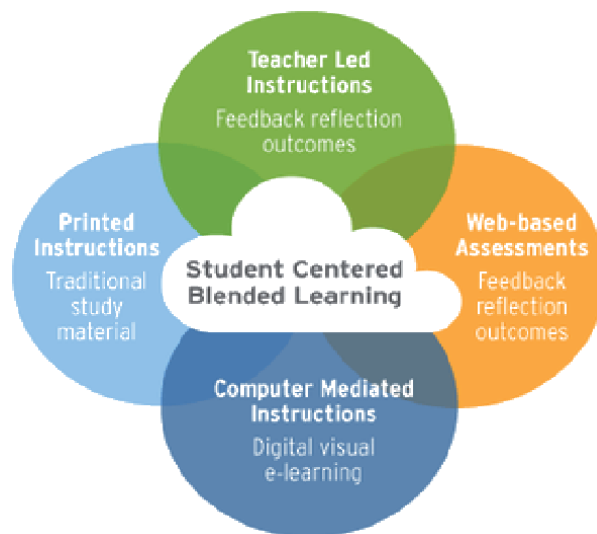 Teacher Led
Instructions
Feedback reflection
outcomes
Printed
Instructions
Traditional
study
material
Student Centered
Blended Learning
Web-based
Assessments
Feedback
reflection
outcomes
Computer Mediated
Instructions
Digital visual
e-learning